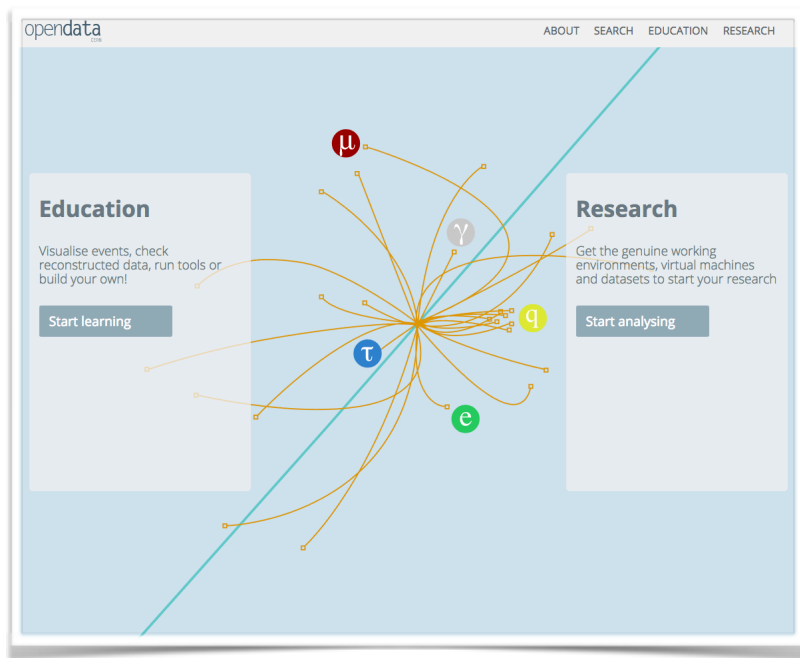 opendata
ABOUT SEARCH EDUCATION RESEARCH
μ
γ
q
τ
e
Education
Visualise events, check
reconstructed data, run tools or
build your own!
Start learning
Research
Get the genuine working
environments, virtual machines
and datasets to start your research
Start analysing